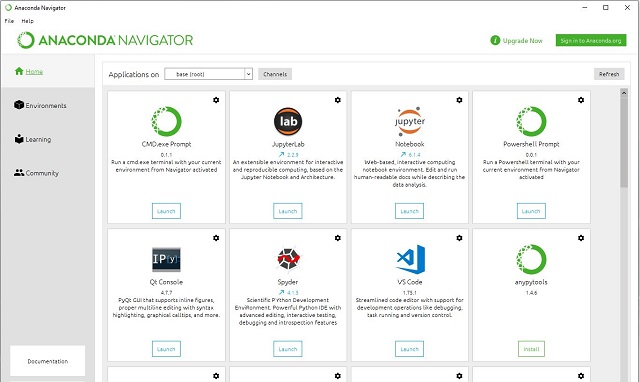 Anaconda Navigator
File Help
ANACONDA NAVIGATOR
i Upgrade Now
Sign in to Anaconda.org
Home
Environments
Learning
Community
Documentation
Applications on base (root) Channels Refresh
CMD.exe Prompt
0.1.1
Run a cmd.exe terminal with your current
environment from Navigator activated
Launch
lab
JupyterLab
2.2.6
An extensible environment for interactive
and reproducible computing, based on the
Jupyter Notebook and Architecture.
Launch
jupyter
Notebook
6.1.4
Web-based, interactive computing
notebook environment. Edit and run
human-readable docs while describing the
data analysis.
Launch
Powershell Prompt
0.0.1
Run a Powershell terminal with your
current environment from Navigator
activated
Launch
IP[y]:
Qt Console
4.7.7
PyQt GUI that supports inline figures,
proper multiline editing with syntax
highlighting, graphical calltips, and more.
Launch
Spyder
4.1.5
Scientific PYthon Development
EnviRonment. Powerful Python IDE with
advanced editing, interactive testing,
debugging and introspection features
Launch
VS Code
1.75.1
Streamlined code editor with support for
development operations like debugging,
task running and version control.
Launch
anypytools
1.4.6
Install